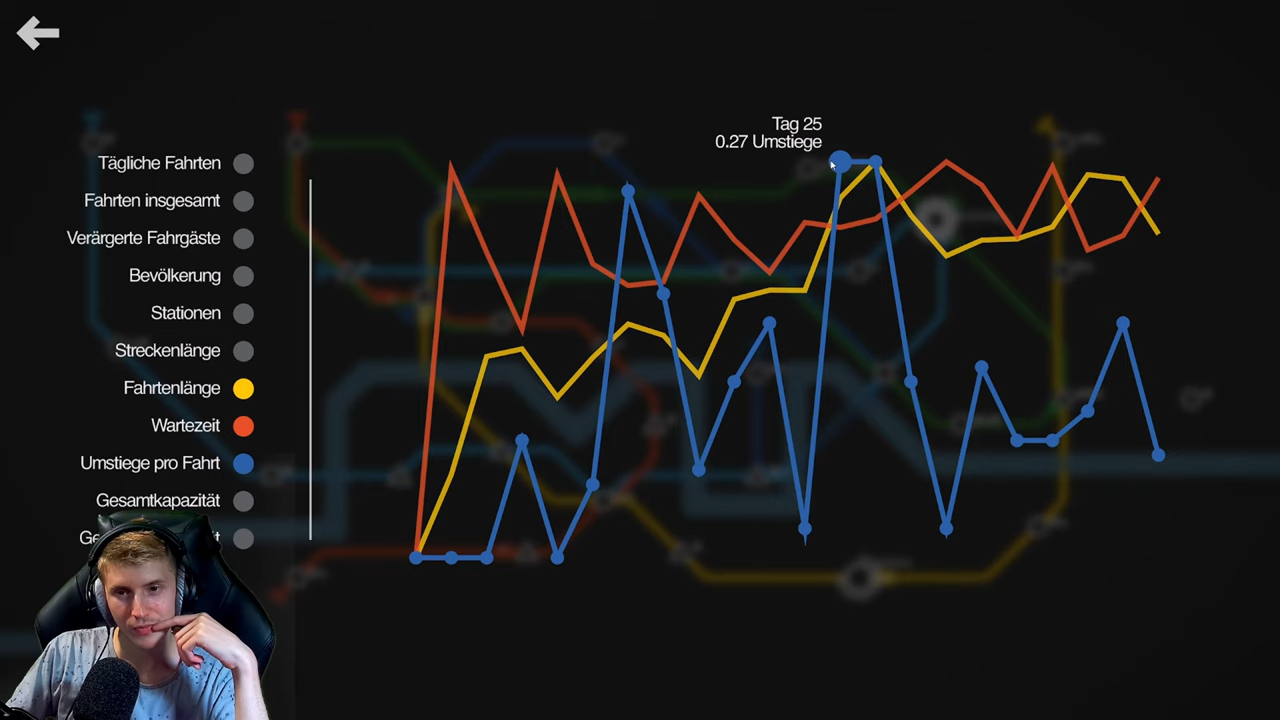 Tag 25
0.27 Umstiege
Tägliche Fahrten
Fahrten insgesamt
Verärgerte Fahrgäste
Bevölkerung
Stationen
Streckenlänge
Fahrtenlänge
Wartezeit
Umstiege pro Fahrt
Gesamtkapazität